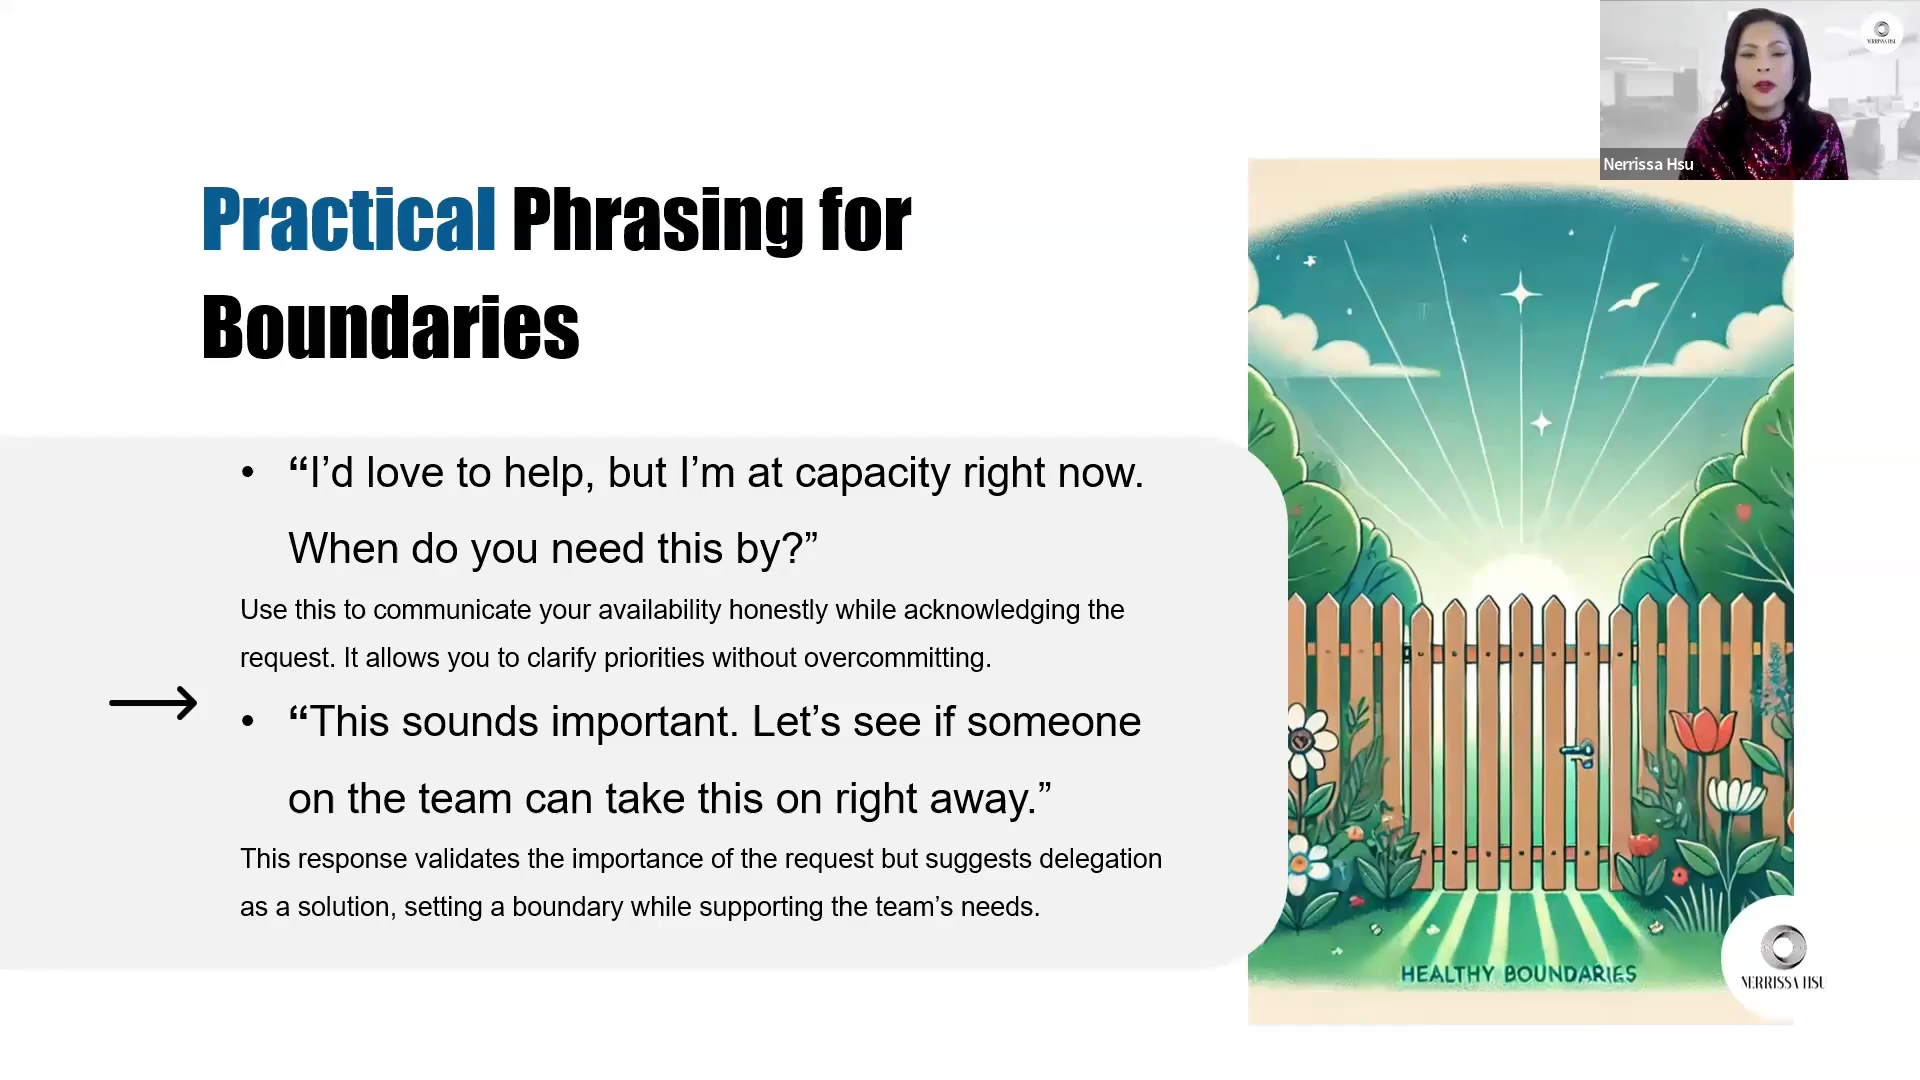 NERRISSA HSU
Nerrissa Hsu
Practical Phrasing for
Boundaries
• “I’d love to help, but I’m at capacity right now.
When do you need this by?”
Use this to communicate your availability honestly while acknowledging the
request. It allows you to clarify priorities without overcommitting.
• “This sounds important. Let’s see if someone
on the team can take this on right away.”
This response validates the importance of the request but suggests delegation
as a solution, setting a boundary while supporting the team’s needs.
HEALTHY BOUNDARIES
NERRISSA HSU